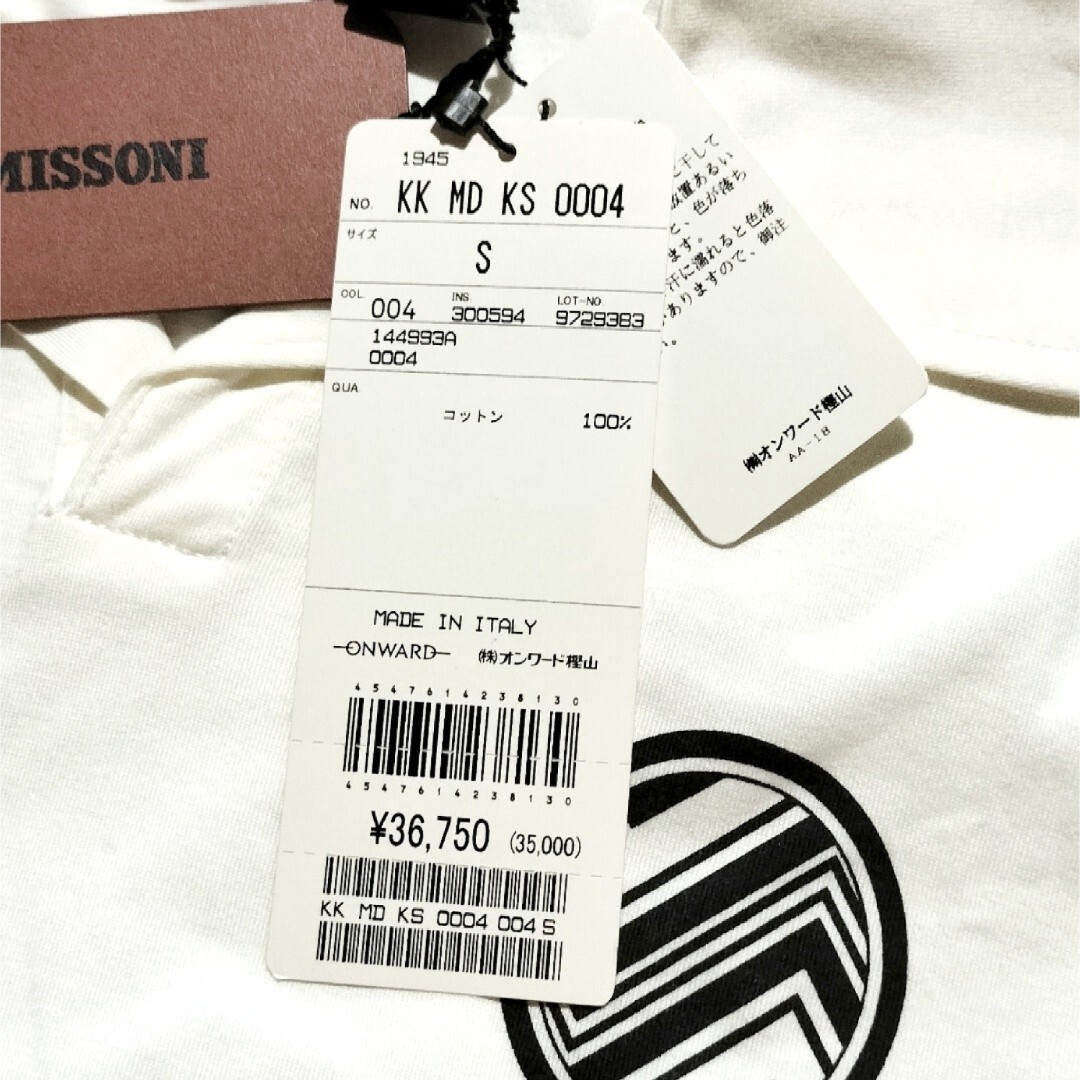 MISSONI
1945
NO. KK MD KS 0004
サイズ
S
COL. 004 INS. 300594 LOT-NO. 9729383
144993A
0004
QUA.
コットン 100%
MADE IN ITALY
ONWARD ㈱オンワード樫山
4547614238130
4547614238130
¥36,750 (35,000)
KK MD KS 0004 004 S
干して
放置あるい
と、色が落ち
ます。
汗に濡れると色落
ありますので、御注
い。
㈱オンワード樫山
AA-18